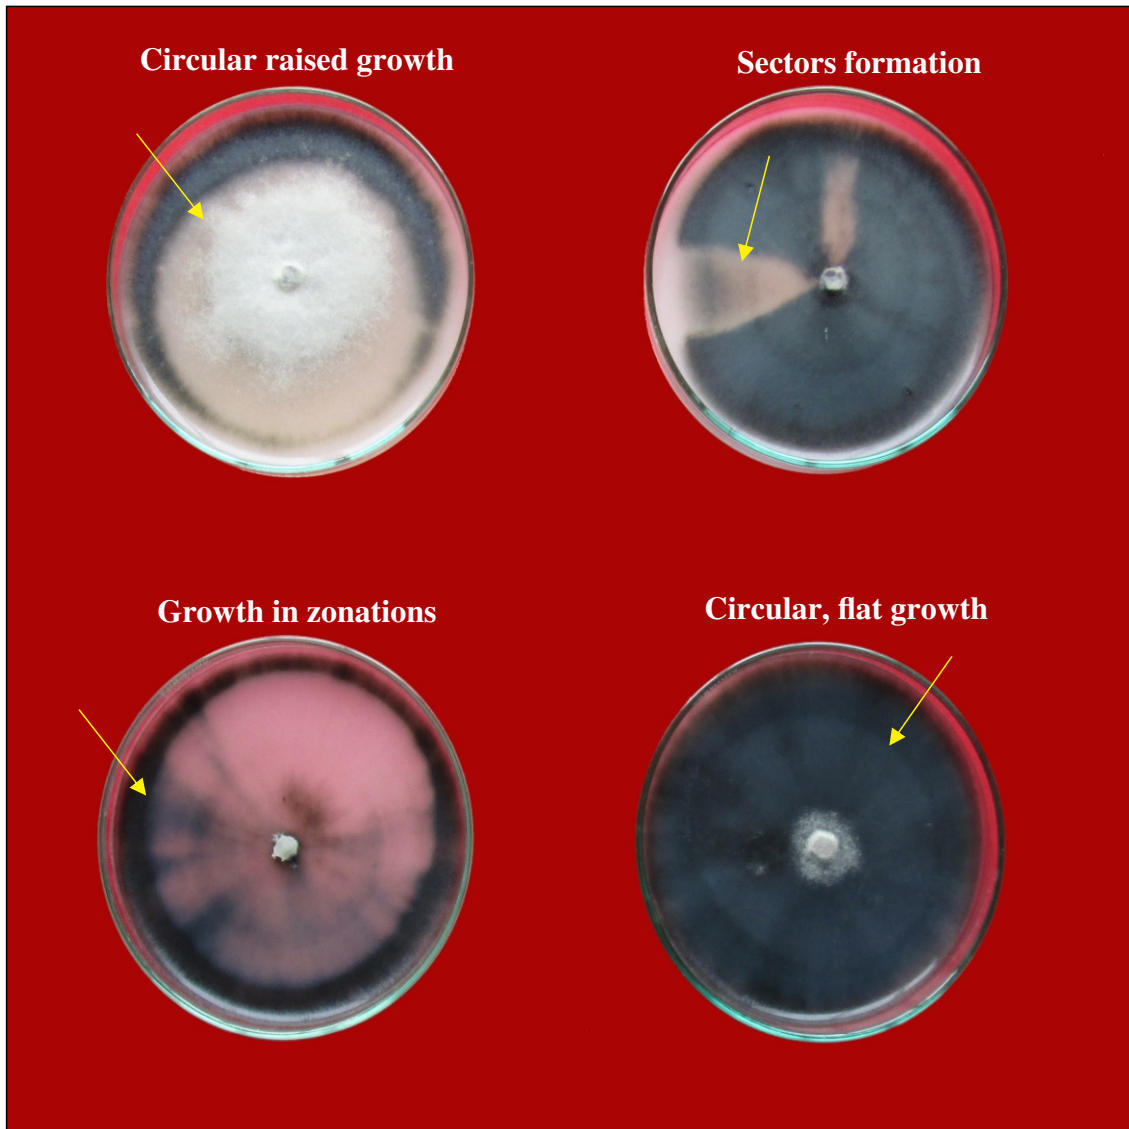 Circular raised growth
Sectors formation
Growth in zonations
Circular, flat growth